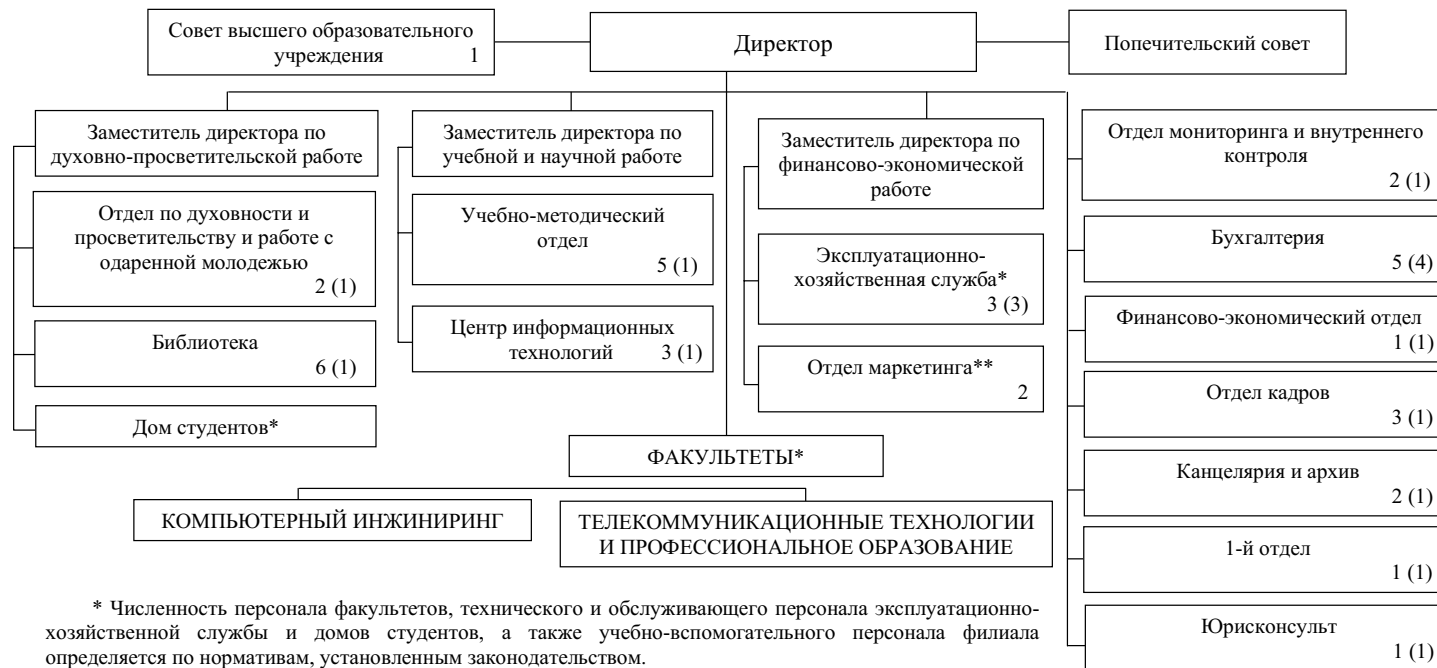 Совет высшего образовательного
учреждения 1
Директор
Попечительский совет
Заместитель директора по
духовно-просветительской работе
Отдел по духовности и
просветительству и работе с
одаренной молодежью
2 (1)
Библиотека
6 (1)
Дом студентов*
Заместитель директора по
учебной и научной работе
Учебно-методический
отдел
5 (1)
Центр информационных
технологий 3 (1)
Заместитель директора по
финансово-экономической
работе
Эксплуатационно-
хозяйственная служба*
3 (3)
Отдел маркетинга**
2
Отдел мониторинга и внутреннего
контроля
2 (1)
Бухгалтерия
5 (4)
Финансово-экономический отдел
1 (1)
Отдел кадров
3 (1)
Канцелярия и архив
2 (1)
1-й отдел
1 (1)
Юрисконсульт
1 (1)
ФАКУЛЬТЕТЫ*
КОМПЬЮТЕРНЫЙ ИНЖИНИРИНГ
ТЕЛЕКОММУНИКАЦИОННЫЕ ТЕХНОЛОГИИ
И ПРОФЕССИОНАЛЬНОЕ ОБРАЗОВАНИЕ
* Численность персонала факультетов, технического и обслуживающего персонала эксплуатационно-
хозяйственной службы и домов студентов, а также учебно-вспомогательного персонала филиала
определяется по нормативам, установленным законодательством.